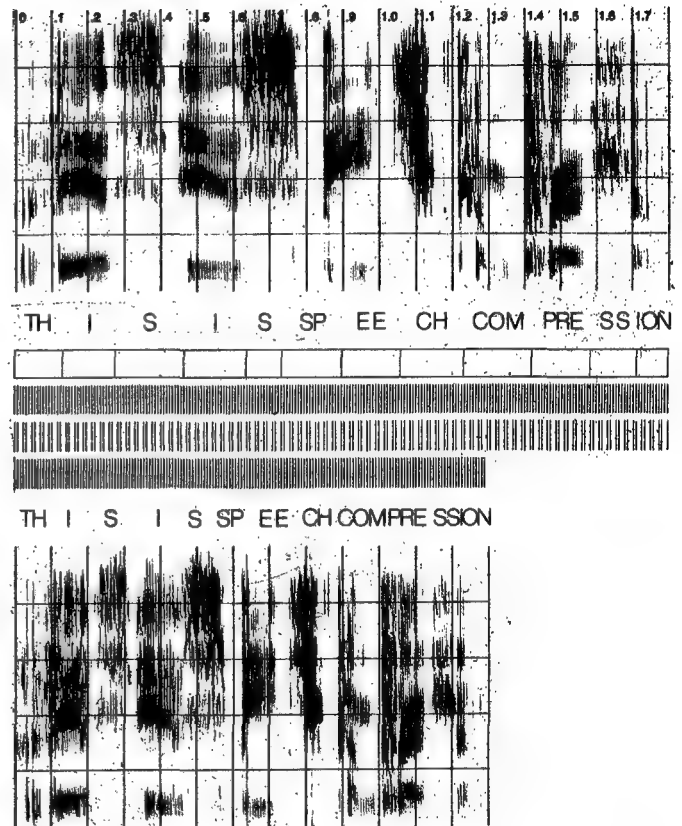 0 .1 .2 .3 .4 .5 .6 .7 .8 .9 1.0 1.1 1.2 1.3 1.4 1.5 1.6 1.7
TH I S I S SP EE CH COM PRE SS ION
TH I S I S SP EE CH COMPRE SSION